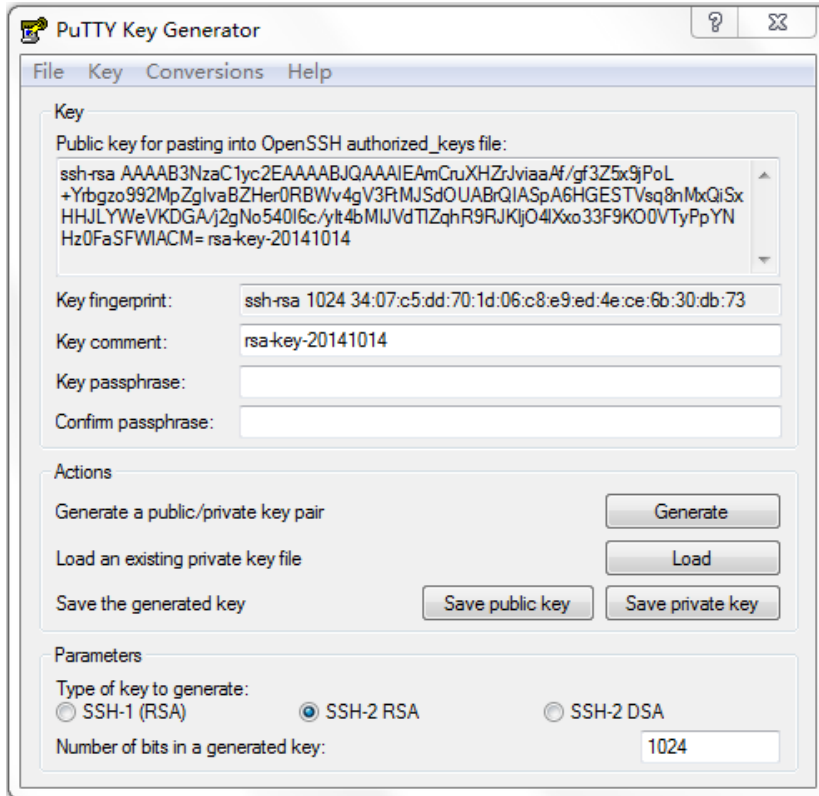 PuTTY Key Generator
File Key Conversions Help
Key
Public key for pasting into OpenSSH authorized_keys file:
ssh-rsa AAAAB3NzaC1yc2EAAAABJQAAAIEAmCruXHZrJviaaAf/gf3Z5x9jPoL
+Yrbgzo992MpZgIvaBZHer0RBWv4gV3FtMJSdOUABrQIASpA6HGESTVsq8nMxQiSx
HHJLYWeVKDGA/j2gNo540I6c/yIt4bMIJVdTlZqhR9RJKIjO4IXxo33F9KO0VTyPpYN
Hz0FaSFWIACM= rsa-key-20141014
Key fingerprint: ssh-rsa 1024 34:07:c5:dd:70:1d:06:c8:e9:ed:4e:ce:6b:30:db:73
Key comment: rsa-key-20141014
Key passphrase:
Confirm passphrase:
Actions
Generate a public/private key pair Generate
Load an existing private key file Load
Save the generated key Save public key Save private key
Parameters
Type of key to generate:
SSH-1 (RSA) SSH-2 RSA SSH-2 DSA
Number of bits in a generated key: 1024